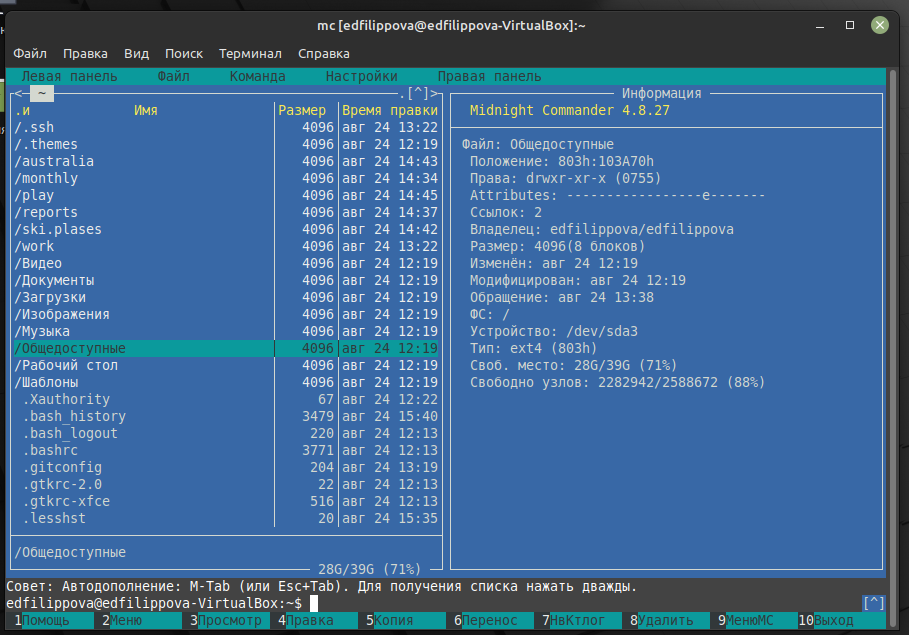 mc [edfilippova@edfilippova-VirtualBox]:~
Файл Правка Вид Поиск Терминал Справка
Левая панель Файл Команда Настройки Правая панель
<- ~ .[^]>
.и Имя Размер Время правки
/.ssh 4096 авг 24 13:22
/.themes 4096 авг 24 12:19
/australia 4096 авг 24 14:43
/monthly 4096 авг 24 14:34
/play 4096 авг 24 14:45
/reports 4096 авг 24 14:37
/ski.plases 4096 авг 24 14:42
/work 4096 авг 24 13:22
/Видео 4096 авг 24 12:19
/Документы 4096 авг 24 12:19
/Загрузки 4096 авг 24 12:19
/Изображения 4096 авг 24 12:19
/Музыка 4096 авг 24 12:19
/Общедоступные 4096 авг 24 12:19
/Рабочий стол 4096 авг 24 12:19
/Шаблоны 4096 авг 24 12:19
.Xauthority 67 авг 24 12:22
.bash_history 3479 авг 24 15:40
.bash_logout 220 авг 24 12:13
.bashrc 3771 авг 24 12:13
.gitconfig 204 авг 24 13:19
.gtkrc-2.0 22 авг 24 12:13
.gtkrc-xfce 516 авг 24 12:13
.lesshst 20 авг 24 15:35
/Общедоступные
28G/39G (71%)
Информация
Midnight Commander 4.8.27
Файл: Общедоступные
Положение: 803h:103A70h
Права: drwxr-xr-x (0755)
Attributes: -----------------e-------
Ссылок: 2
Владелец: edfilippova/edfilippova
Размер: 4096(8 блоков)
Изменён: авг 24 12:19
Модифицирован: авг 24 12:19
Обращение: авг 24 13:38
ФС: /
Устройство: /dev/sda3
Тип: ext4 (803h)
Своб. место: 28G/39G (71%)
Свободно узлов: 2282942/2588672 (88%)
Совет: Автодополнение: M-Tab (или Esc+Tab). Для получения списка нажать дважды.
edfilippova@edfilippova-VirtualBox:~$ [^]
1Помощь 2Меню 3Просмотр 4Правка 5Копия 6Перенос 7НвКтлог 8Удалить 9МенюМС 10Выход